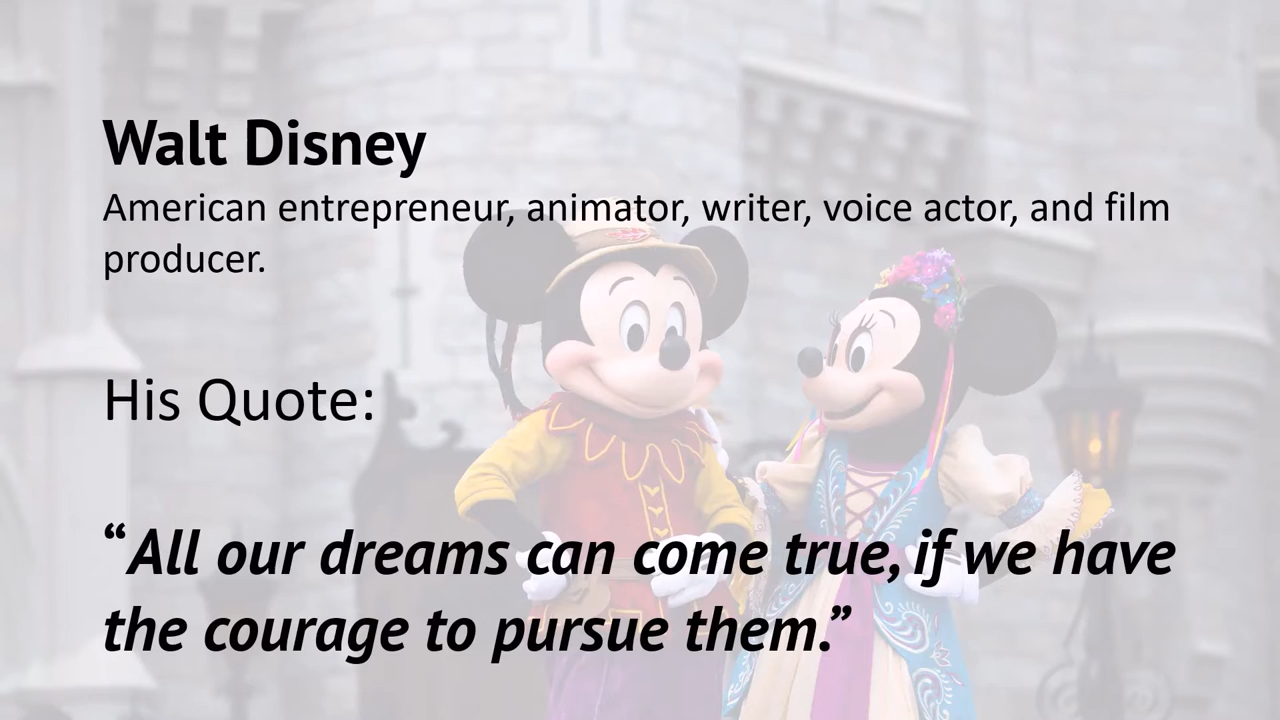 Walt Disney
American entrepreneur, animator, writer, voice actor, and film
producer.
His Quote:
“All our dreams can come true, if we have
the courage to pursue them.”